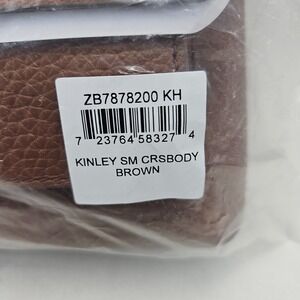 ZB7878200 KH
7 23764 58327 4
KINLEY SM CRSBODY
BROWN